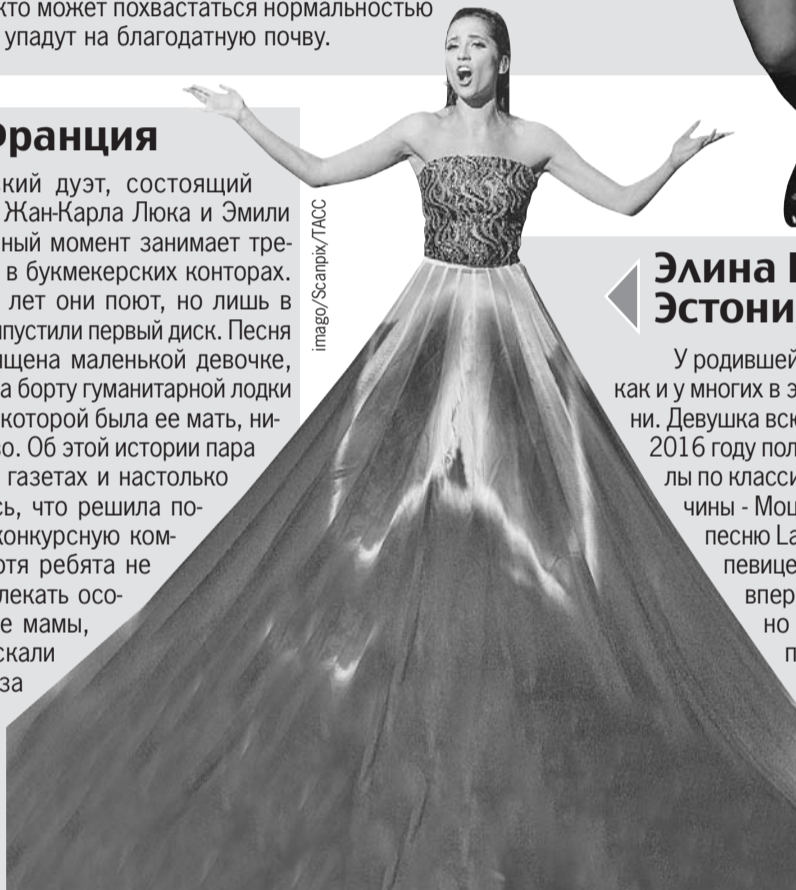 кто может похвастаться нормальностью
упадут на благодатную почву.
Франция
ский дуэт, состоящий
Жан-Карла Люка и Эмили
ный момент занимает тре-
в букмекерских конторах.
лет они поют, но лишь в
пустили первый диск. Песня
щена маленькой девочке,
а борту гуманитарной лодки
которой была ее мать, ни-
во. Об этой истории пара
газетах и настолько
сь, что решила по-
конкурсную ком-
отя ребята не
лекать осо-
е мамы,
скали
за
imago/Scanpix/ТАСС
Элина
Эстони
У родившей
как и у многих в э
ни. Девушка вс
2016 году пол
лы по класси
чины - Моц
песню La
певице
впер
но
п